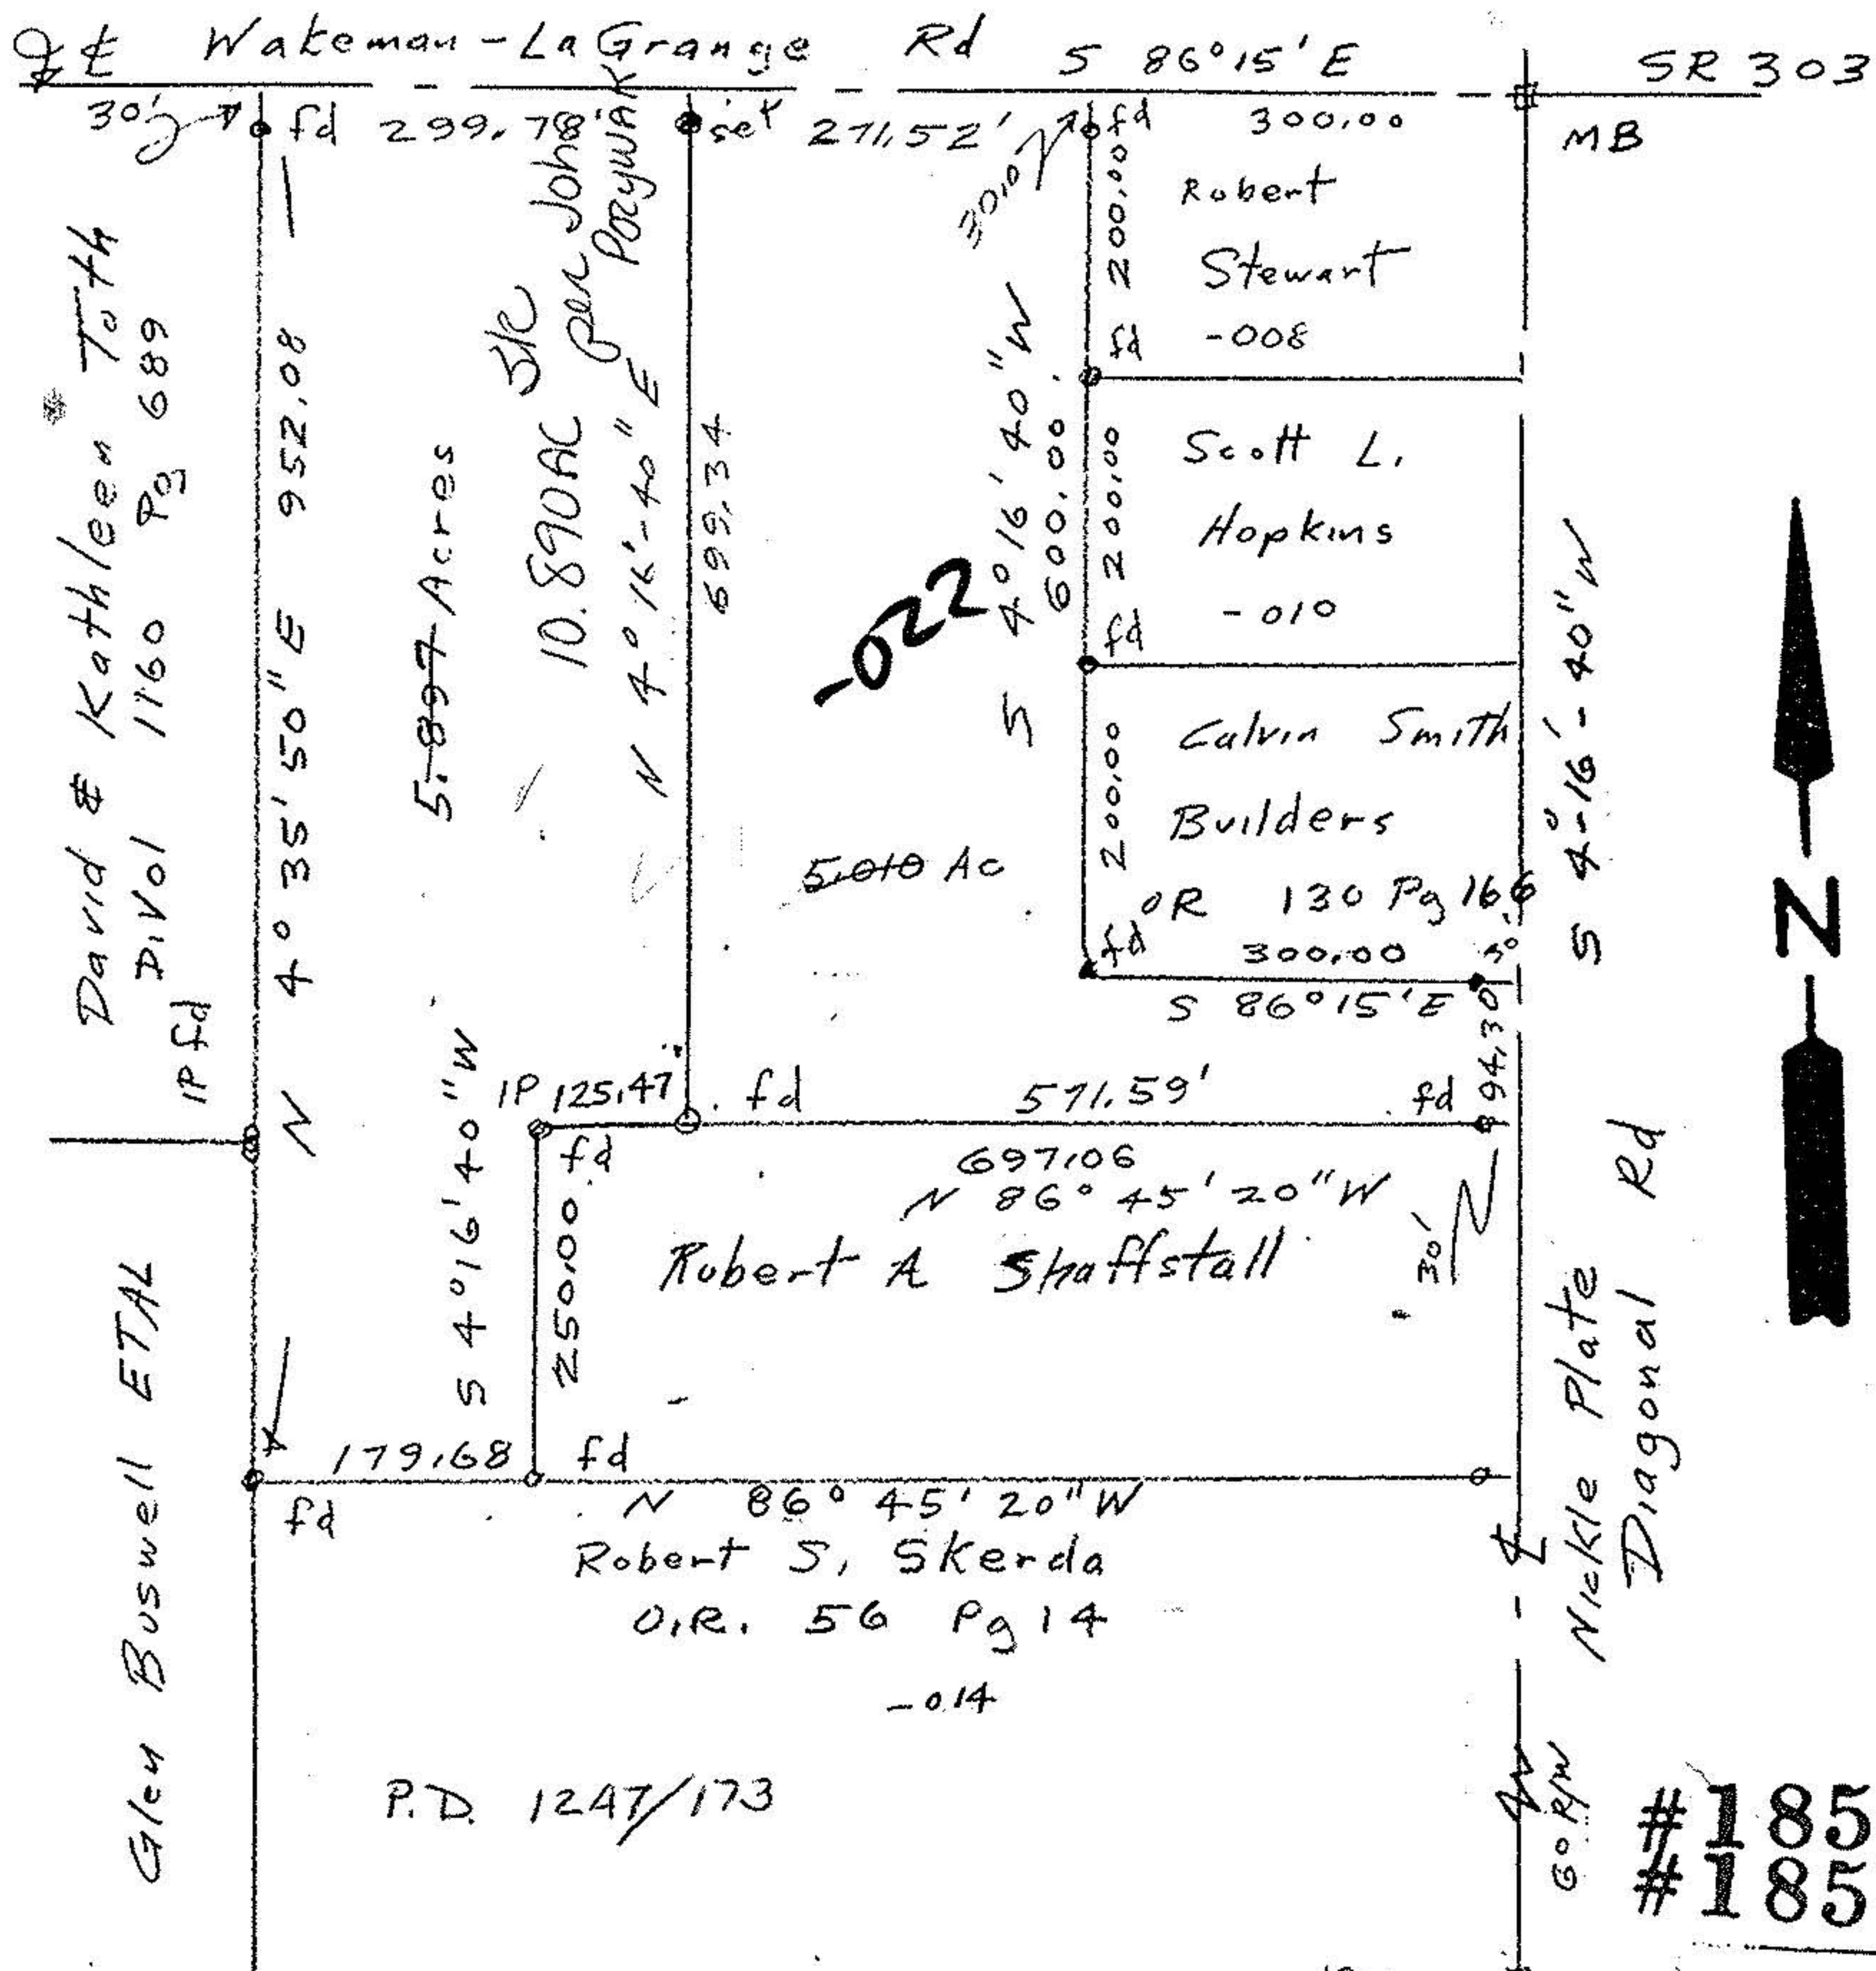 ℄ Wakeman - LaGrange Rd S 86°15' E SR 303
30'
fd 299.78'
set 271.52'
fd 300.00
MB
30.0
200.00
Robert
Stewart
-008
fd
David & Kathleen Toth
D.Vol 1160 Pg 689
IP fd
N 4° 35' 50" E 952.08
5.897 Acres
10.890AC
per John
N 4° 16'-40" E
699.34
-022
S 4° 16' 40" W
600.00
200.00
Scott L.
Hopkins
-010
fd
200.00
Calvin Smith
Builders
OR 130 Pg 166
fd
300.00
S 86°15' E
S 4°-16'-40" W
5.010 Ac
N
IP 125.47
fd 571.59' fd
94.30
697.06
N 86° 45' 20" W
fd
250.00
S 4° 16' 40" W
Robert A Shaffstall
30'
179.68 fd
fd
N 86° 45' 20" W
Robert S. Skerda
O.R. 56 Pg 14
-014
Glen Buswell ETAL
P.D. 1247/173
℄
Nickle Plate
Diagonal Rd
60 R/W
#185
#185